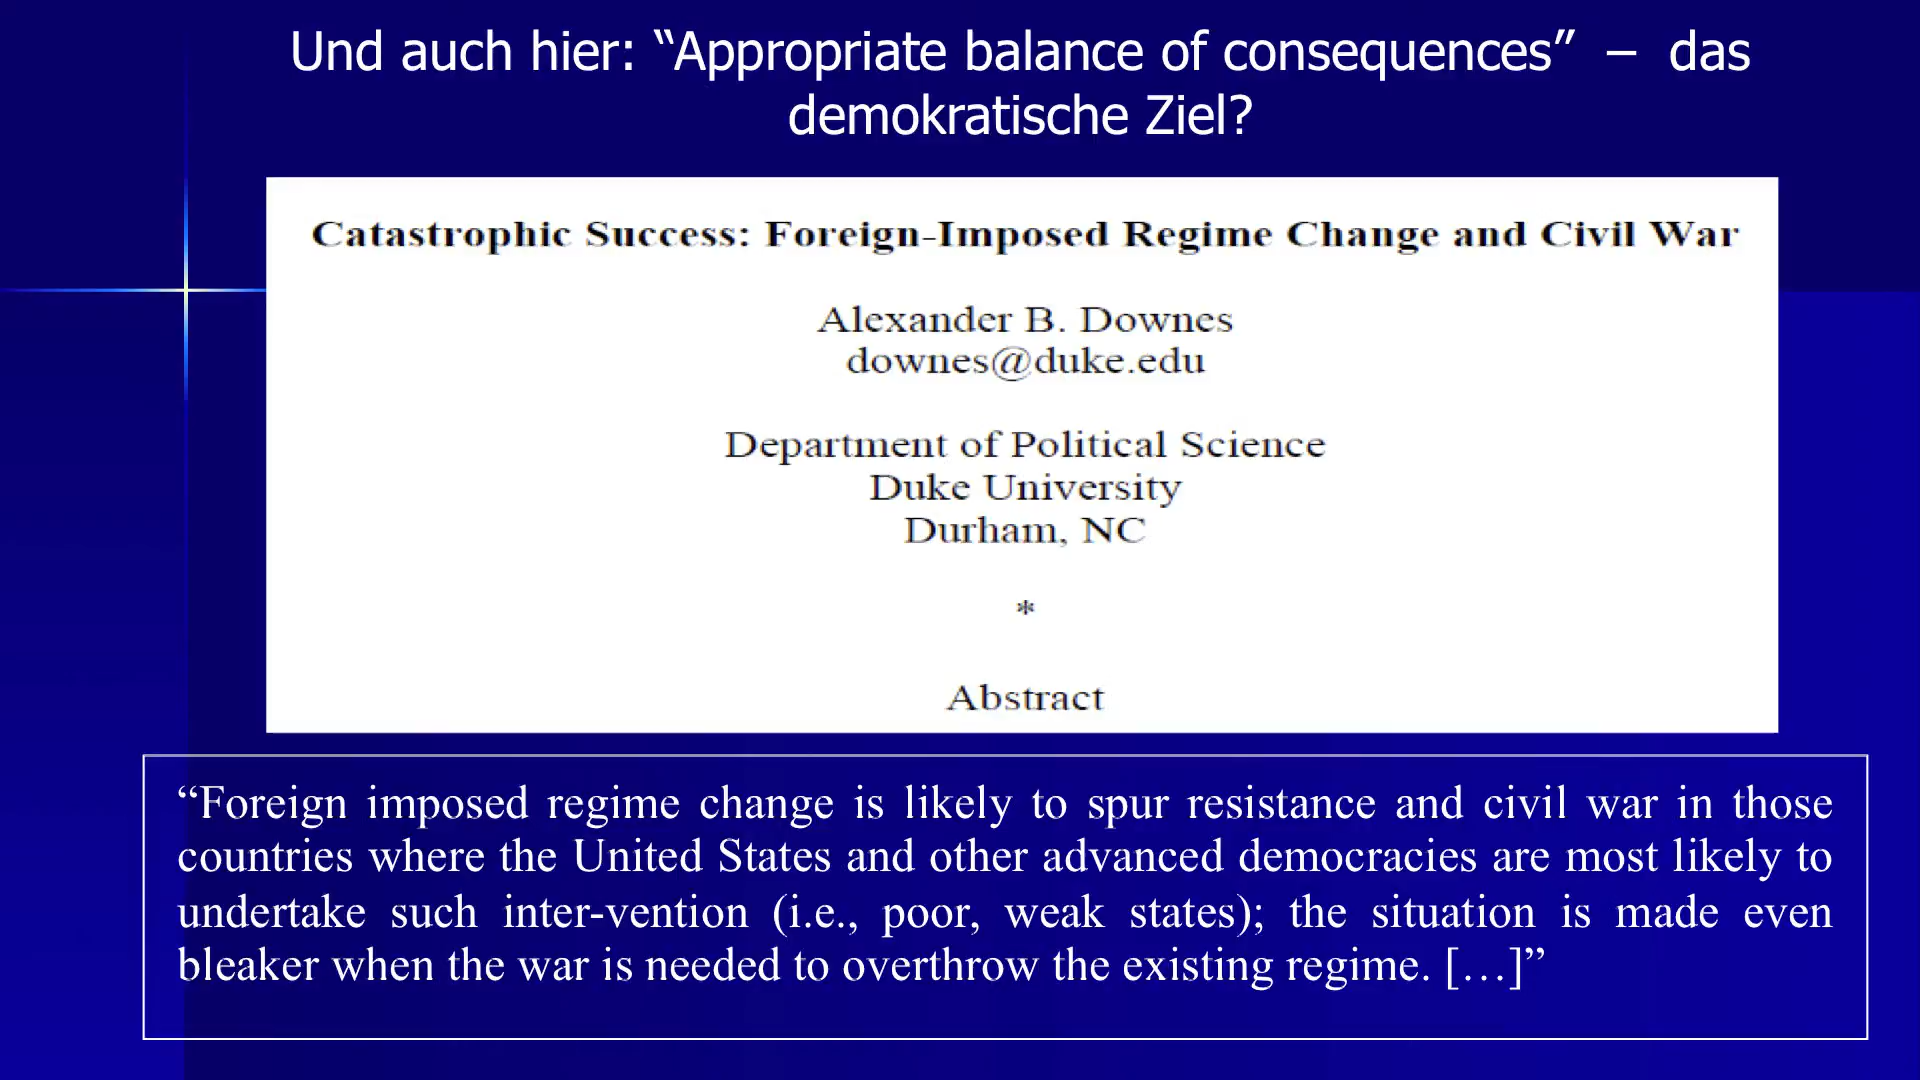 Und auch hier: “Appropriate balance of consequences” – das
demokratische Ziel?
Catastrophic Success: Foreign-Imposed Regime Change and Civil War
Alexander B. Downes
downes@duke.edu
Department of Political Science
Duke University
Durham, NC
*
Abstract
“Foreign imposed regime change is likely to spur resistance and civil war in those
countries where the United States and other advanced democracies are most likely to
undertake such inter-vention (i.e., poor, weak states); the situation is made even
bleaker when the war is needed to overthrow the existing regime. […]”